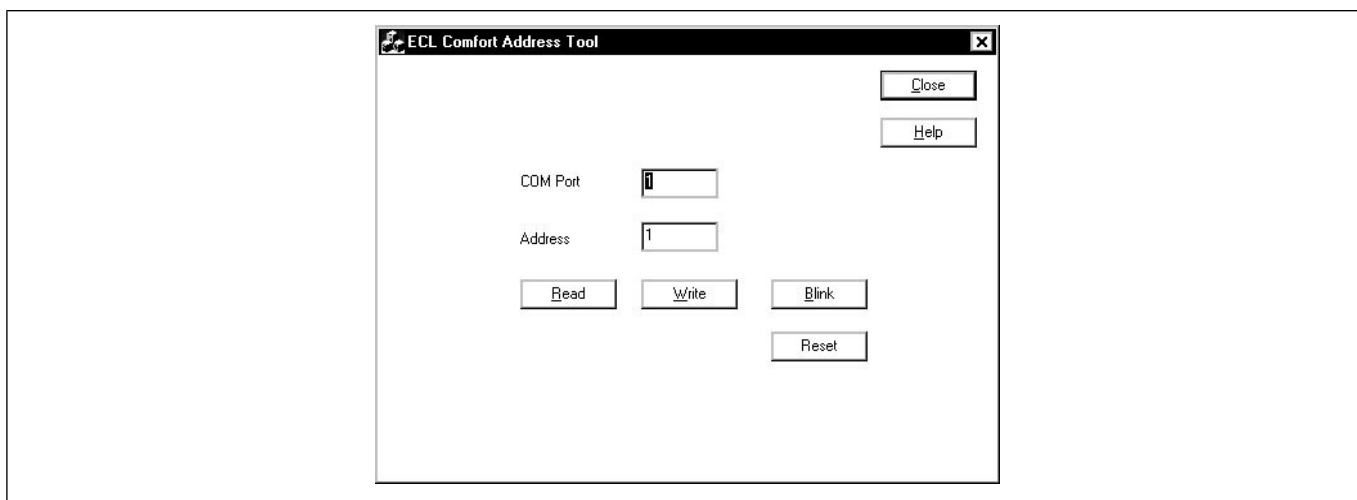 ECL Comfort Address Tool
Close
Help
COM Port 1
Address 1
Read Write Blink
Reset